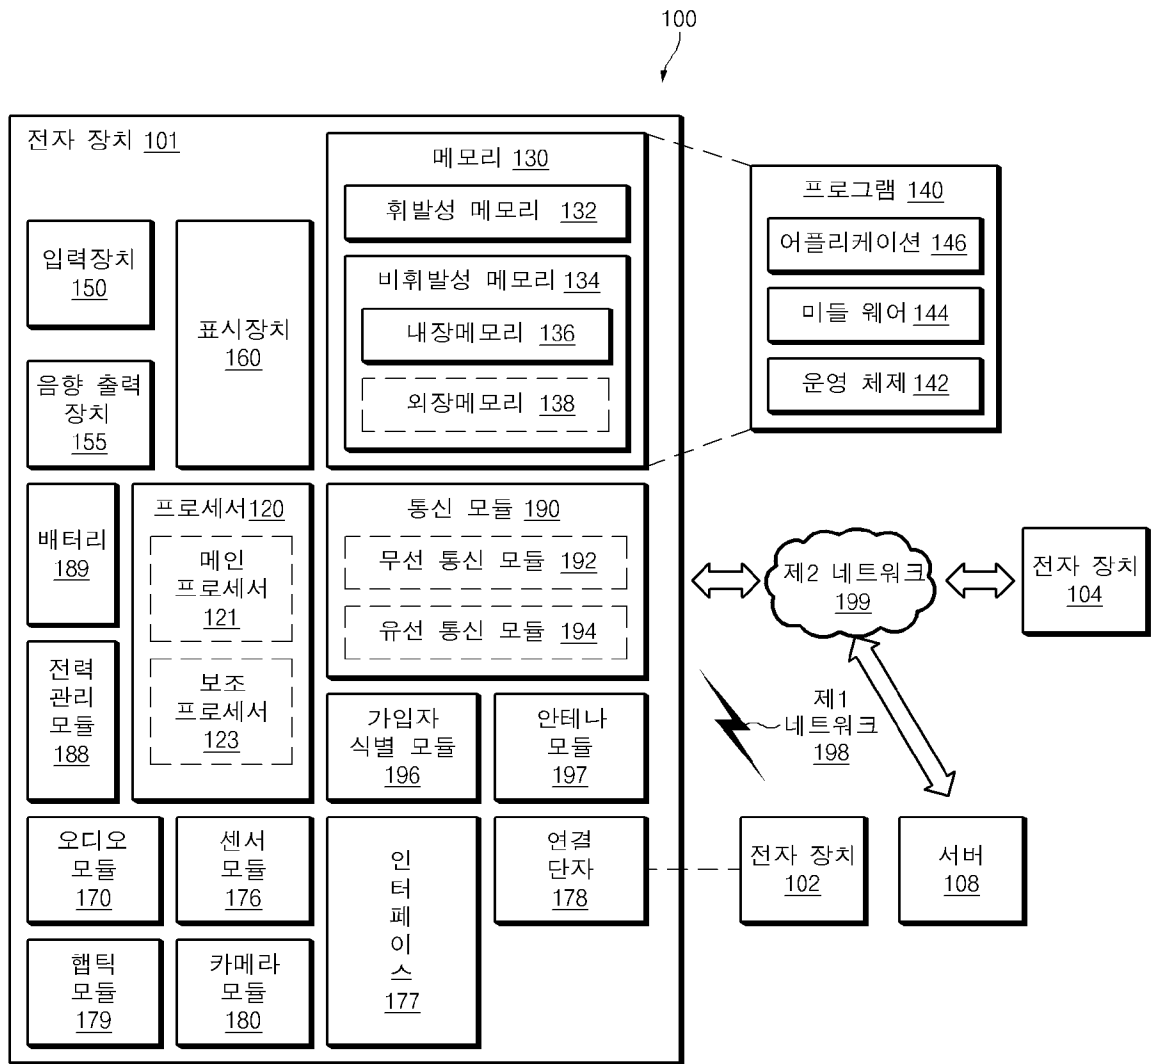 100
전자 장치 101
메모리 130
휘발성 메모리 132
비휘발성 메모리 134
내장메모리 136
외장메모리 138
프로그램 140
어플리케이션 146
미들 웨어 144
운영 체제 142
입력장치
150
표시장치
160
음향 출력
장치
155
배터리
189
프로세서 120
메인
프로세서
121
보조
프로세서
123
통신 모듈 190
무선 통신 모듈 192
유선 통신 모듈 194
제2 네트워크
199
전자 장치
104
전력
관리
모듈
188
가입자
식별 모듈
196
안테나
모듈
197
제1
네트워크
198
오디오
모듈
170
센서
모듈
176
인터페이스
177
연결
단자
178
전자 장치
102
서버
108
햅틱
모듈
179
카메라
모듈
180